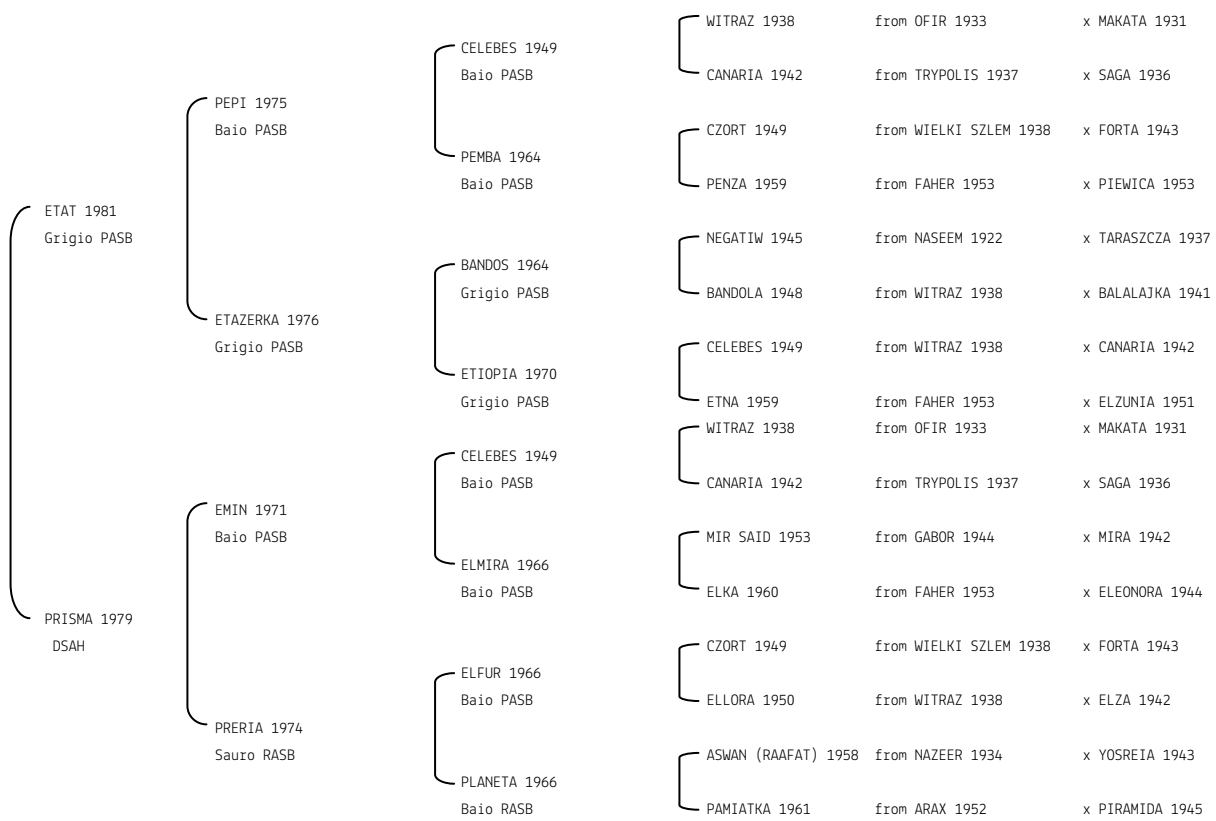 WITRAZ 1938 from OFIR 1933 x MAKATA 1931
CELEBES 1949
Baio PASB
CANARIA 1942 from TRYPOLIS 1937 x SAGA 1936
PEPI 1975
Baio PASB
CZORT 1949 from WIELKI SZLEM 1938 x FORTA 1943
PEMBA 1964
Baio PASB
PENZA 1959 from FAHER 1953 x PIEWICA 1953
ETAT 1981
Grigio PASB
NEGATIW 1945 from NASEEM 1922 x TARASZCZA 1937
BANDOS 1964
Grigio PASB
BANDOLA 1948 from WITRAZ 1938 x BALALAJKA 1941
ETAZERKA 1976
Grigio PASB
CELEBES 1949 from WITRAZ 1938 x CANARIA 1942
ETIOPIA 1970
Grigio PASB
ETNA 1959 from FAHER 1953 x ELZUNIA 1951
WITRAZ 1938 from OFIR 1933 x MAKATA 1931
CELEBES 1949
Baio PASB
CANARIA 1942 from TRYPOLIS 1937 x SAGA 1936
EMIN 1971
Baio PASB
MIR SAID 1953 from GABOR 1944 x MIRA 1942
ELMIRA 1966
Baio PASB
ELKA 1960 from FAHER 1953 x ELEONORA 1944
PRISMA 1979
DSAH
CZORT 1949 from WIELKI SZLEM 1938 x FORTA 1943
ELFUR 1966
Baio PASB
ELLORA 1950 from WITRAZ 1938 x ELZA 1942
PRERIA 1974
Sauro RASB
ASWAN (RAAFAT) 1958 from NAZEER 1934 x YOSREIA 1943
PLANETA 1966
Baio RASB
PAMIATKA 1961 from ARAX 1952 x PIRAMIDA 1945